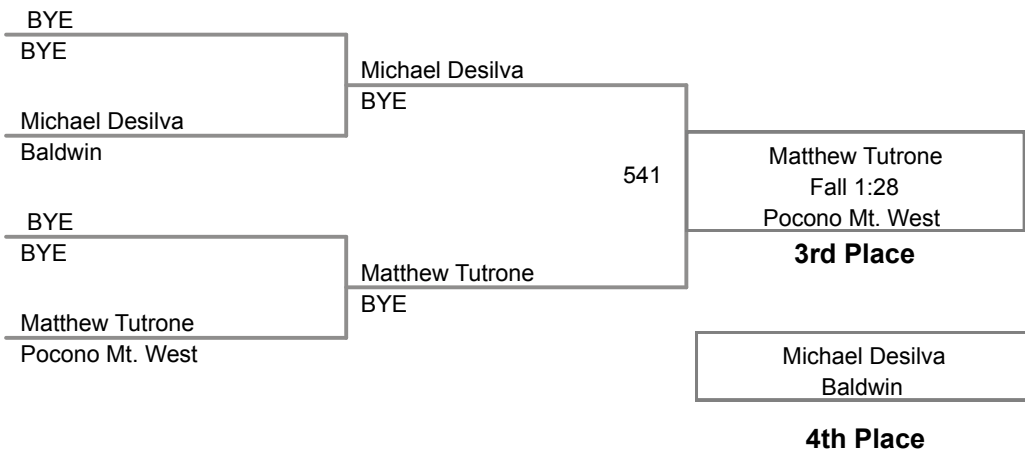 BYE
BYE
Michael Desilva
BYE
Michael Desilva
Baldwin
541
Matthew Tutrone
Fall 1:28
Pocono Mt. West
3rd Place
BYE
BYE
Matthew Tutrone
BYE
Matthew Tutrone
Pocono Mt. West
Michael Desilva
Baldwin
4th Place